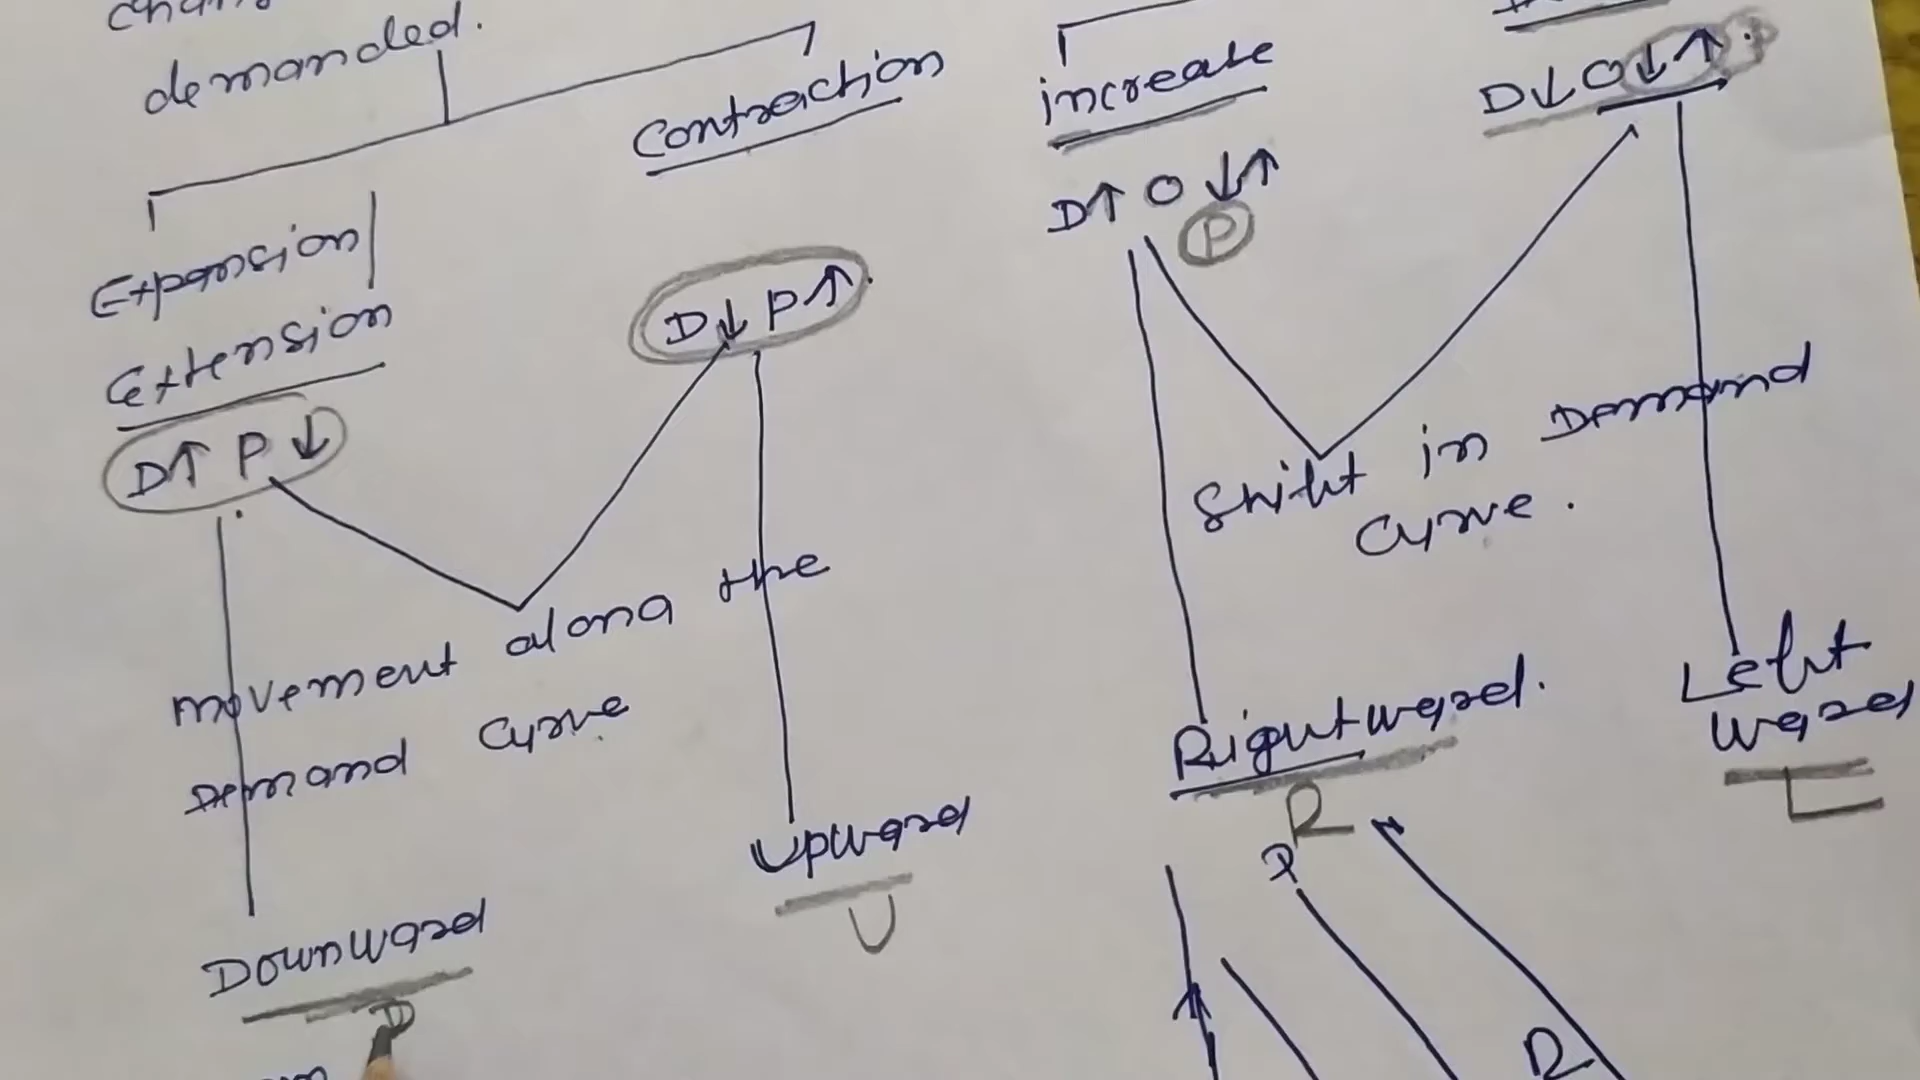 demanded.
Contraction
increase
D↓ O ↓↑
D↑ O ↓↑
P
Expansion
Extension
D↓ P↑
D↑ P ↓
Shift in Demand
Curve.
movement along the
Demand Curve
Rightward.
R
Left
ward
L
Upward
U
Downward
D
P
R